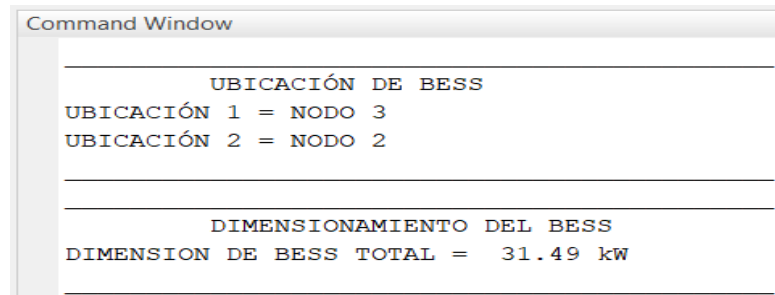 Command Window
UBICACIÓN DE BESS
UBICACIÓN 1 = NODO 3
UBICACIÓN 2 = NODO 2
DIMENSIONAMIENTO DEL BESS
DIMENSION DE BESS TOTAL = 31.49 kW